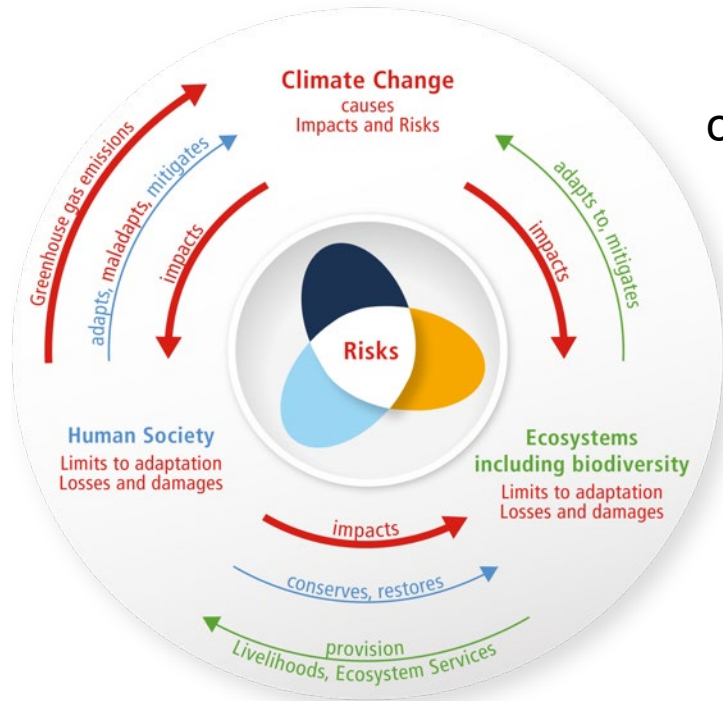 Climate Change
causes
Impacts and Risks
Greenhouse gas emissions
adapts, maladapts, mitigates
impacts
impacts
adapts to, mitigates
Risks
Human Society
Limits to adaptation
Losses and damages
Ecosystems
including biodiversity
Limits to adaptation
Losses and damages
impacts
conserves, restores
provision
Livelihoods, Ecosystem Services